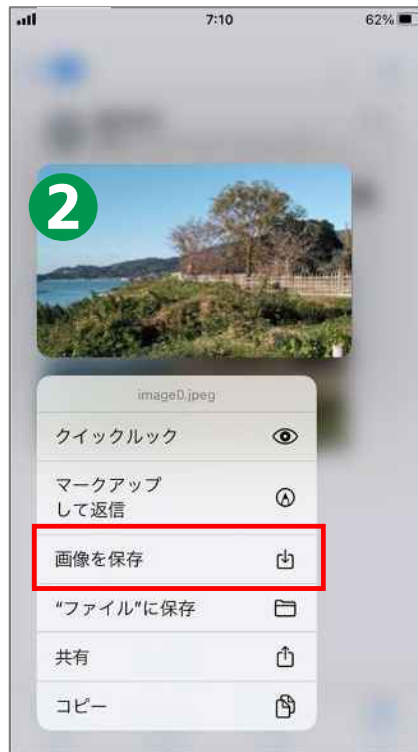 7:10
62%
2
image0.jpeg
クイックルック
マークアップ
して返信
画像を保存
“ファイル”に保存
共有
コピー